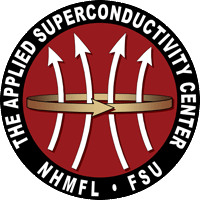 THE APPLIED SUPERCONDUCTIVITY CENTER
NHMFL • FSU